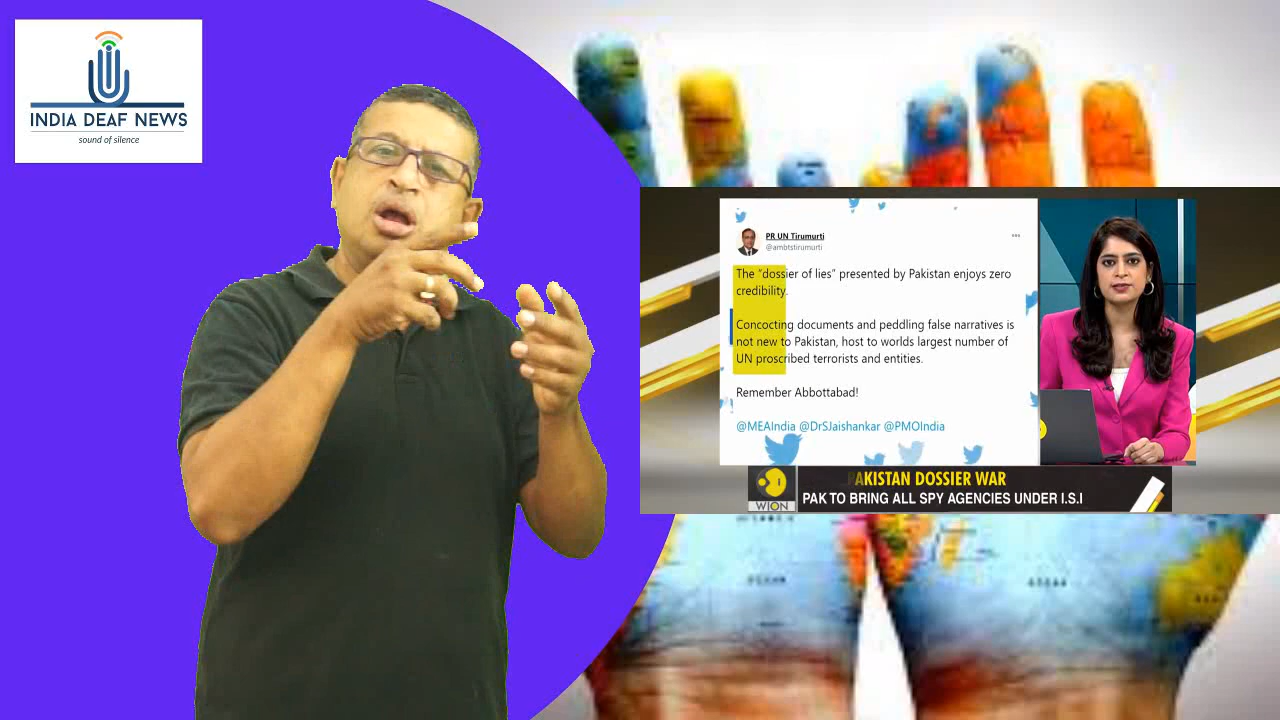 INDIA DEAF NEWS
sound of silence
PR UN Tirumurti
@ambtstirumurti
The “dossier of lies” presented by Pakistan enjoys zero
credibility.
Concocting documents and peddling false narratives is
not new to Pakistan, host to worlds largest number of
UN proscribed terrorists and entities.
Remember Abbottabad!
@MEAIndia @DrSJaishankar @PMOIndia
PAKISTAN DOSSIER WAR
WION
PAK TO BRING ALL SPY AGENCIES UNDER I.S.I